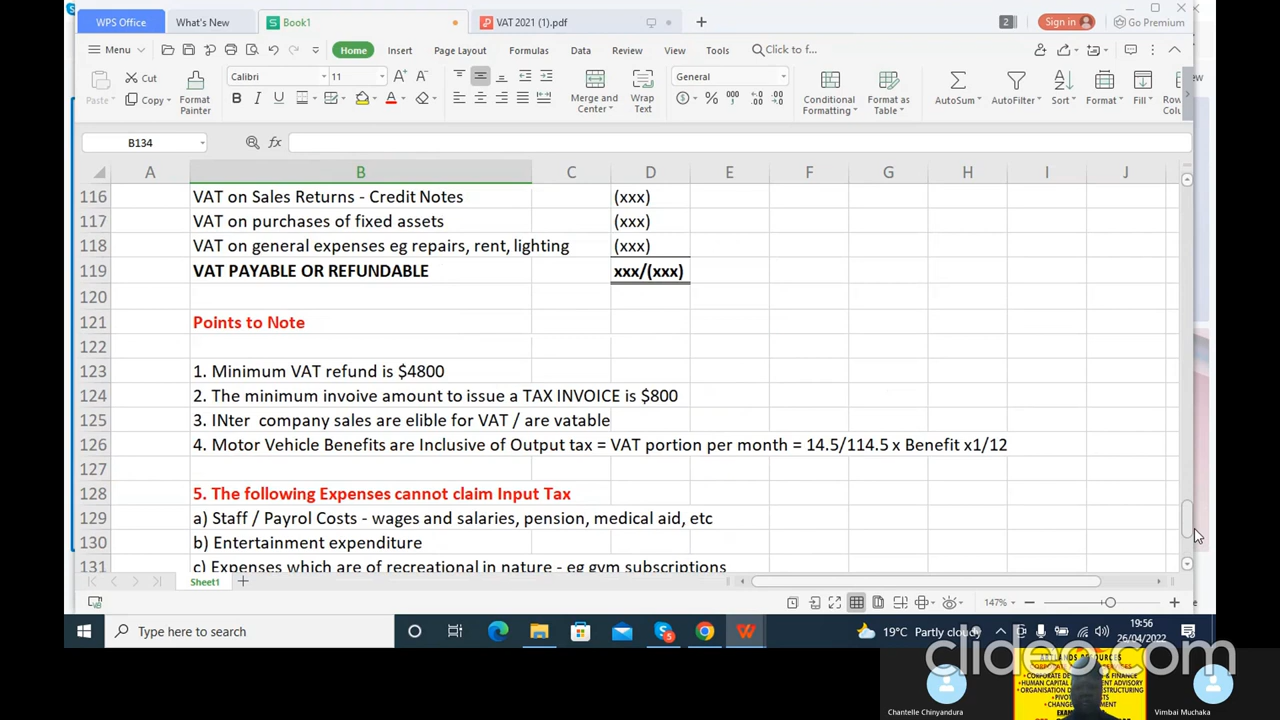 WPS Office
What's New
Book1
VAT 2021 (1).pdf
2
Sign in
Go Premium
Menu
Home
Insert
Page Layout
Formulas
Data
Review
View
Tools
Click to f...
Paste
Cut
Copy
Format Painter
Calibri
11
Merge and Center
Wrap Text
General
Conditional Formatting
Format as Table
AutoSum
AutoFilter
Sort
Format
Fill
B134
A B C D E F G H I J
116 VAT on Sales Returns - Credit Notes (xxx)
117 VAT on purchases of fixed assets (xxx)
118 VAT on general expenses eg repairs, rent, lighting (xxx)
119 VAT PAYABLE OR REFUNDABLE xxx/(xxx)
120
121 Points to Note
122
123 1. Minimum VAT refund is $4800
124 2. The minimum invoive amount to issue a TAX INVOICE is $800
125 3. INter company sales are elible for VAT / are vatable
126 4. Motor Vehicle Benefits are Inclusive of Output tax = VAT portion per month = 14.5/114.5 x Benefit x1/12
127
128 5. The following Expenses cannot claim Input Tax
129 a) Staff / Payrol Costs - wages and salaries, pension, medical aid, etc
130 b) Entertainment expenditure
131 c) Expenses which are of recreational in nature - eg gym subscriptions
Sheet1
147%
Type here to search
19°C Partly cloudy
19:56
26/04/2022
clideo.com
Chantelle Chinyandura
Vimbai Muchaka